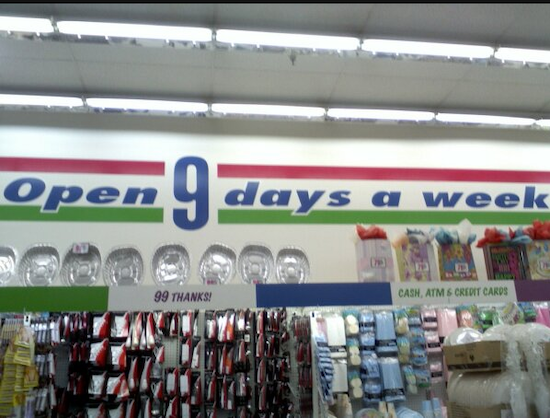 Open 9 days a week
99 THANKS!
CASH, ATM & CREDIT CARDS